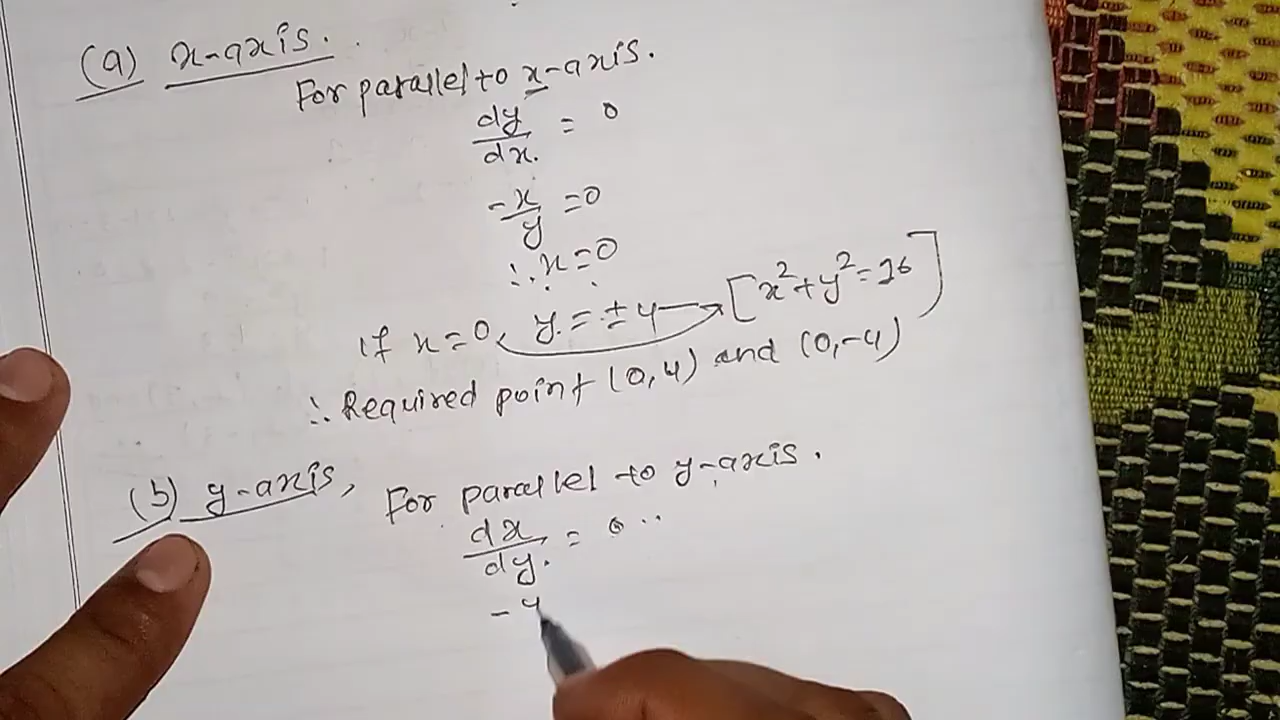 (a) x-axis.
For parallel to x-axis.
dy/dx. = 0
-x/y = 0
∴ x = 0
If x = 0, y = ± 4 → [x² + y² = 16]
∴ Required point (0, 4) and (0, -4)
(b) y-axis, For parallel to y-axis.
dx/dy. = 0
- y